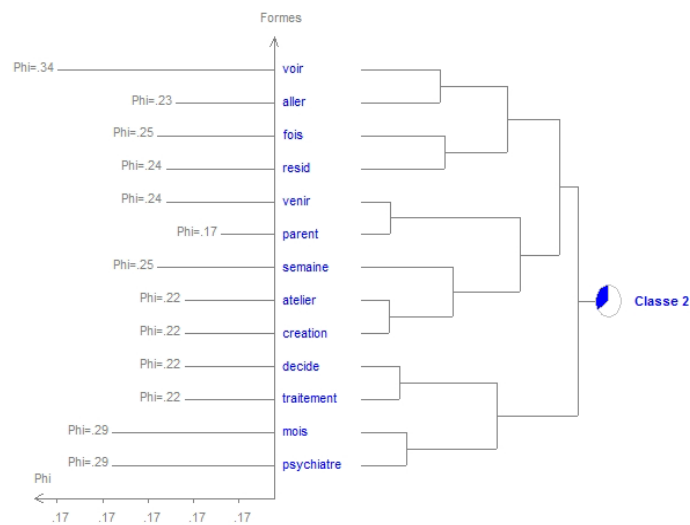 Formes
Phi=.34 voir
Phi=.23 aller
Phi=.25 fois
Phi=.24 resid
Phi=.24 venir
Phi=.17 parent
Phi=.25 semaine
Phi=.22 atelier
Phi=.22 creation
Classe 2
Phi=.22 decide
Phi=.22 traitement
Phi=.29 mois
Phi=.29 psychiatre
Phi
.17 .17 .17 .17 .17